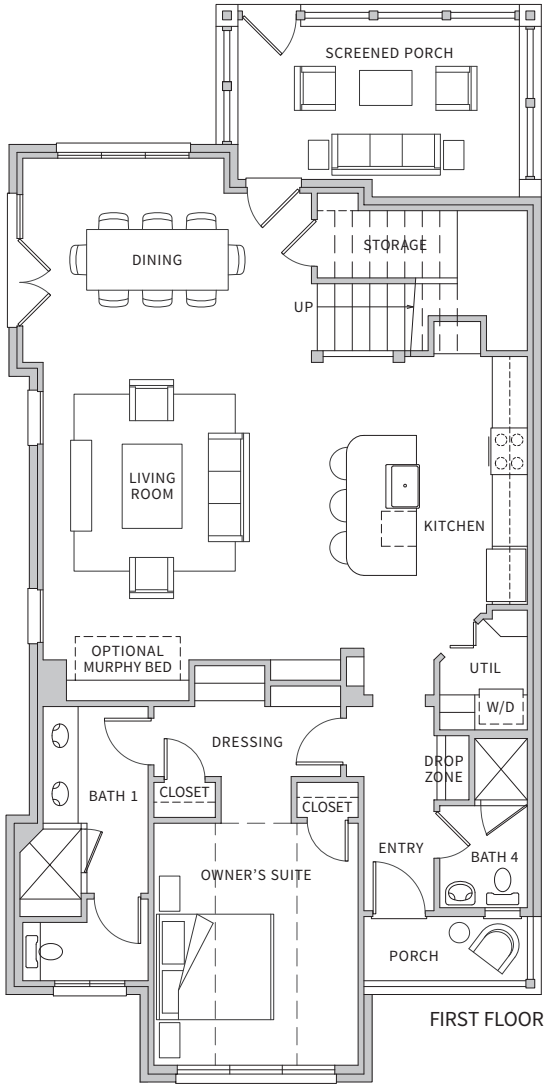 SCREENED PORCH
DINING
STORAGE
UP
LIVING
ROOM
KITCHEN
OPTIONAL
MURPHY BED
UTIL
W/D
DRESSING
DROP
ZONE
CLOSET
BATH 1
CLOSET
ENTRY
BATH 4
OWNER'S SUITE
PORCH
FIRST FLOOR